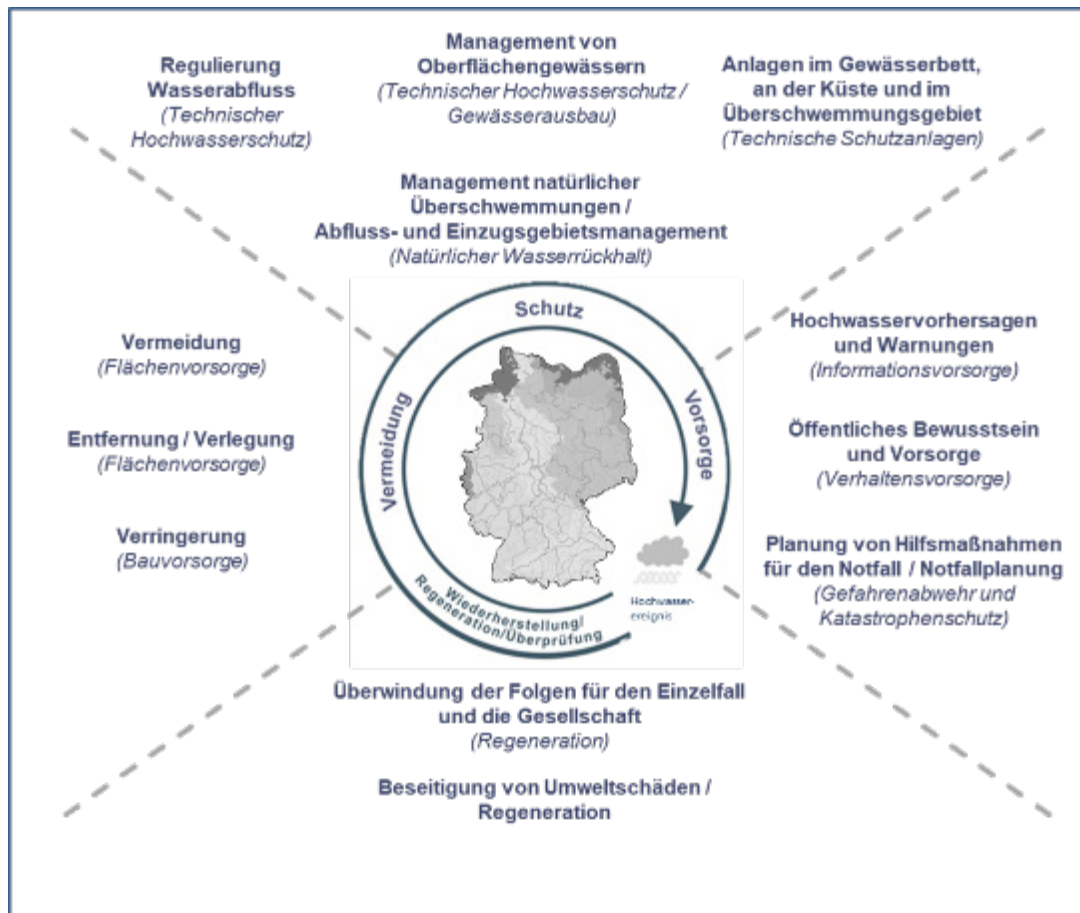 Regulierung
Wasserabfluss
(Technischer
Hochwasserschutz)
Management von
Oberflächengewässern
(Technischer Hochwasserschutz /
Gewässerausbau)
Anlagen im Gewässerbett,
an der Küste und im
Überschwemmungsgebiet
(Technische Schutzanlagen)
Management natürlicher
Überschwemmungen /
Abfluss- und Einzugsgebietsmanagement
(Natürlicher Wasserrückhalt)
Vermeidung
(Flächenvorsorge)
Entfernung / Verlegung
(Flächenvorsorge)
Verringerung
(Bauvorsorge)
Schutz
Vermeidung
Vorsorge
Wiederherstellung/
Regeneration/Überprüfung
Hochwasser-
ereignis
Hochwasservorhersagen
und Warnungen
(Informationsvorsorge)
Öffentliches Bewusstsein
und Vorsorge
(Verhaltensvorsorge)
Planung von Hilfsmaßnahmen
für den Notfall / Notfallplanung
(Gefahrenabwehr und
Katastrophenschutz)
Überwindung der Folgen für den Einzelfall
und die Gesellschaft
(Regeneration)
Beseitigung von Umweltschäden /
Regeneration